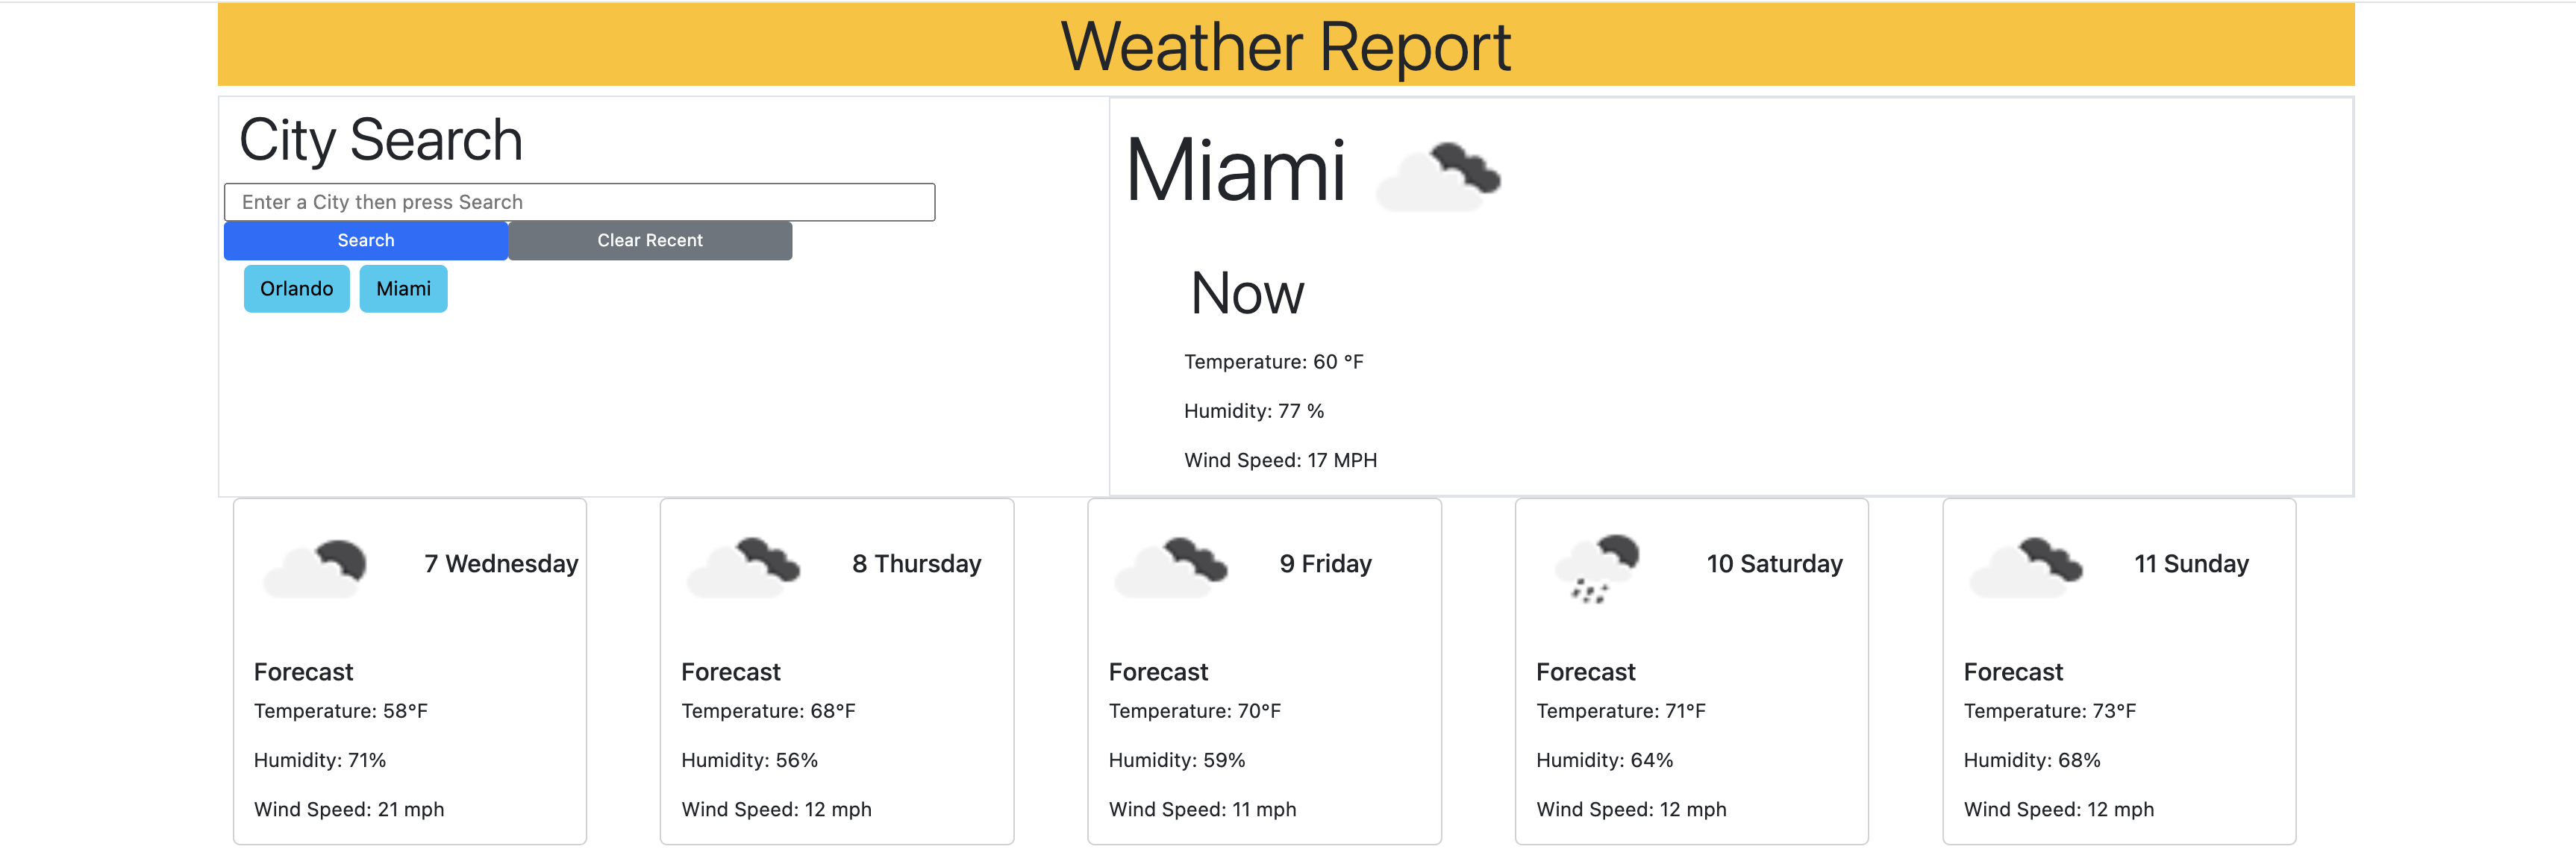 Weather Report
City Search
Enter a City then press Search
Search Clear Recent
Orlando Miami
Miami
Now
Temperature: 60 °F
Humidity: 77 %
Wind Speed: 17 MPH
7 Wednesday
Forecast
Temperature: 58°F
Humidity: 71%
Wind Speed: 21 mph
8 Thursday
Forecast
Temperature: 68°F
Humidity: 56%
Wind Speed: 12 mph
9 Friday
Forecast
Temperature: 70°F
Humidity: 59%
Wind Speed: 11 mph
10 Saturday
Forecast
Temperature: 71°F
Humidity: 64%
Wind Speed: 12 mph
11 Sunday
Forecast
Temperature: 73°F
Humidity: 68%
Wind Speed: 12 mph